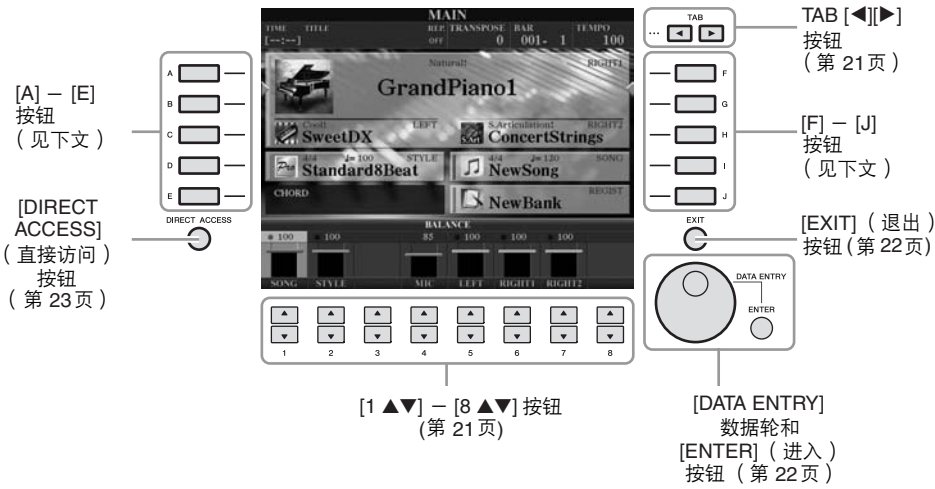 MAIN
TIME TITLE REP. TRANSPOSE BAR TEMPO
[--:--] OFF 0 001- 1 100
Natural! RIGHT1
GrandPiano1
Cool! LEFT
SweetDX
S.Articulation! RIGHT2
ConcertStrings
4/4 ♩= 100 STYLE
Pro Standard8Beat
4/4 ♩= 120 SONG
NewSong
CHORD
REGIST
NewBank
BALANCE
100 100 85 100 100 100
SONG STYLE MIC LEFT RIGHT1 RIGHT2
A
B
C
D
E
DIRECT ACCESS
[A] － [E]
按钮
（见下文）
[DIRECT
ACCESS]
（直接访问）
按钮
（第 23页）
TAB
... ◀ ▶
F
G
H
I
J
EXIT
DATA ENTRY
ENTER
TAB [◀][▶]
按钮
（第 21页）
[F] － [J]
按钮
（见下文）
[EXIT]（退出）
按钮(第 22页)
1 2 3 4 5 6 7 8
[1 ▲▼] － [8 ▲▼] 按钮
(第 21页)
[DATA ENTRY]
数据轮和
[ENTER]（进入）
按钮（第 22页）